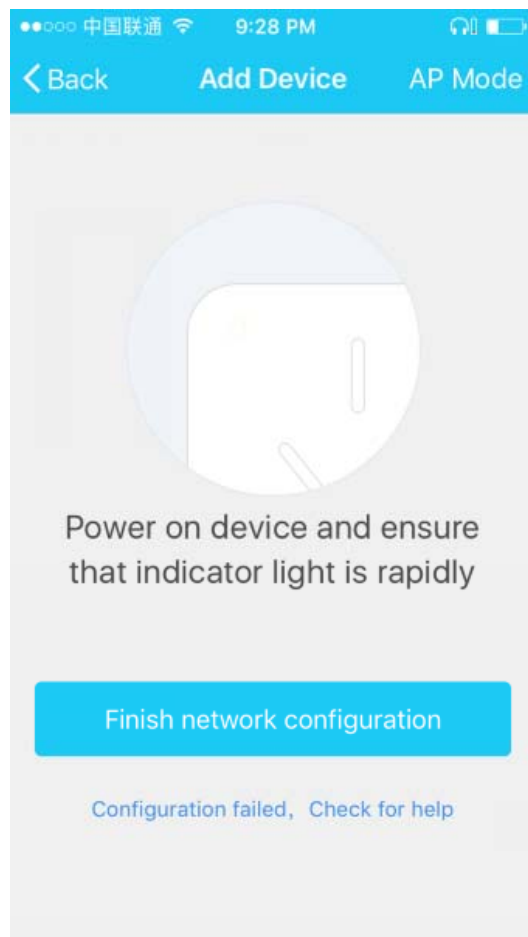 中国联通 9:28 PM
Back Add Device AP Mode
Power on device and ensure
that indicator light is rapidly
Finish network configuration
Configuration failed, Check for help